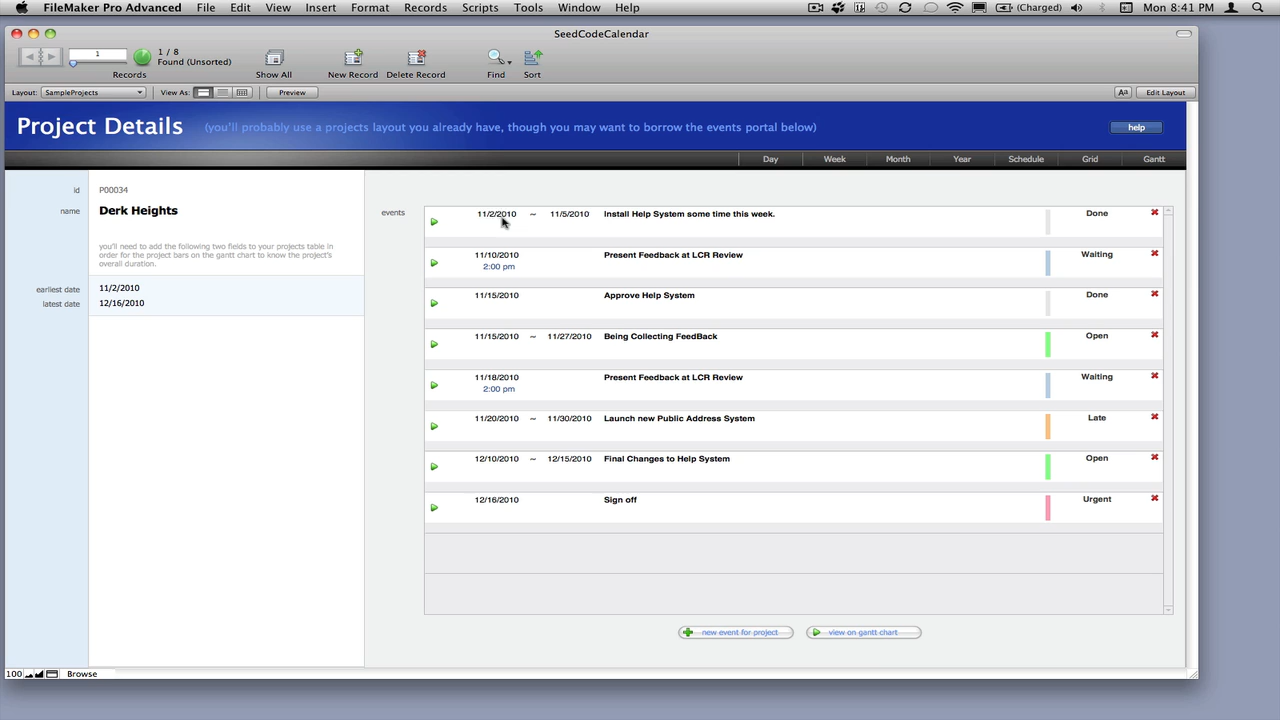 FileMaker Pro Advanced File Edit View Insert Format Records Scripts Tools Window Help (Charged) Mon 8:41 PM
SeedCodeCalendar
1 1 / 8
Found (Unsorted)
Records Show All New Record Delete Record Find Sort
Layout: SampleProjects View As: Preview Aa Edit Layout
Project Details (you'll probably use a projects layout you already have, though you may want to borrow the events portal below) help
Day Week Month Year Schedule Grid Gantt
id P00034
name Derk Heights
you'll need to add the following two fields to your projects table in
order for the project bars on the gantt chart to know the project's
overall duration.
earliest date 11/2/2010
latest date 12/16/2010
events
11/2/2010 ~ 11/5/2010 Install Help System some time this week. Done
11/10/2010 Present Feedback at LCR Review Waiting
2:00 pm
11/15/2010 Approve Help System Done
11/15/2010 ~ 11/27/2010 Being Collecting FeedBack Open
11/18/2010 Present Feedback at LCR Review Waiting
2:00 pm
11/20/2010 ~ 11/30/2010 Launch new Public Address System Late
12/10/2010 ~ 12/15/2010 Final Changes to Help System Open
12/16/2010 Sign off Urgent
new event for project view on gantt chart
100 Browse